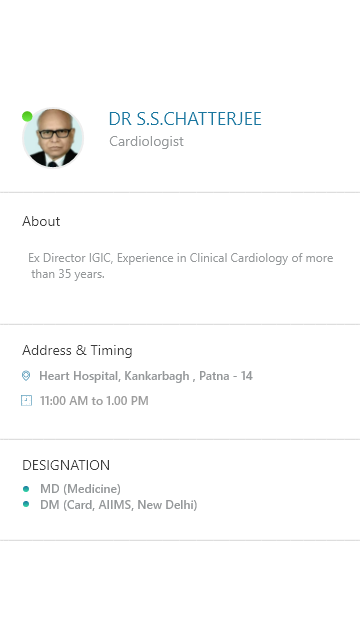 DR S.S.CHATTERJEE
Cardiologist
About
Ex Director IGIC, Experience in Clinical Cardiology of more
than 35 years.
Address & Timing
Heart Hospital, Kankarbagh , Patna - 14
11:00 AM to 1.00 PM
DESIGNATION
MD (Medicine)
DM (Card, AIIMS, New Delhi)